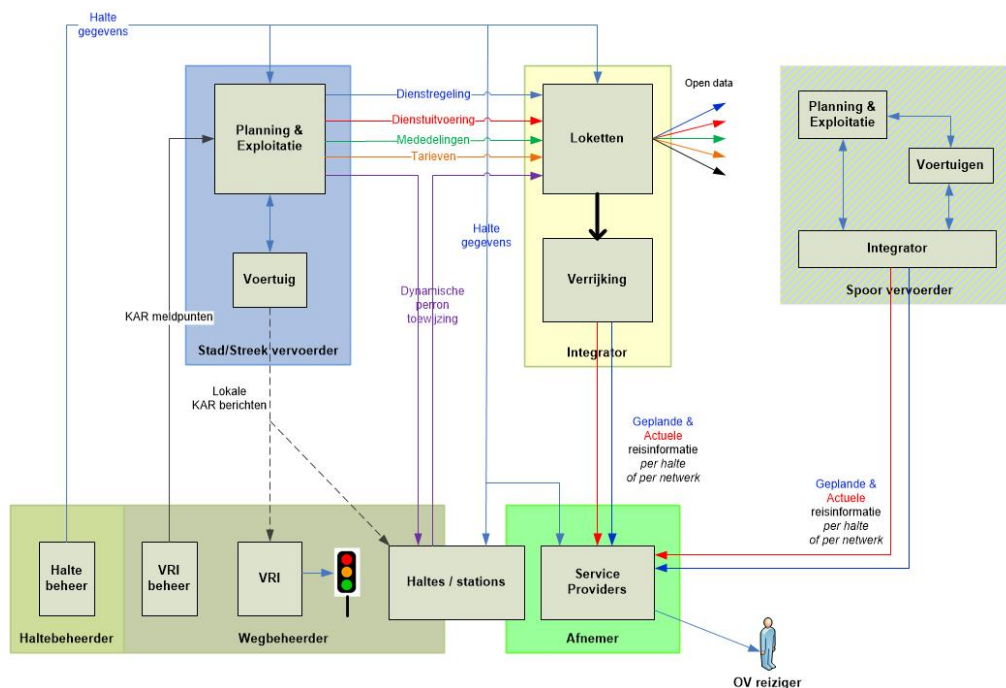 Halte
gegevens
Planning &
Exploitatie
Dienstregeling
Dienstuitvoering
Mededelingen
Tarieven
Loketten
Open data
Planning &
Exploitatie
Voertuigen
Integrator
Spoor vervoerder
Halte
gegevens
Voertuig
Verrijking
Dynamische
perron
toewijzing
KAR meldpunten
Stad/Streek vervoerder
Integrator
Lokale
KAR berichten
Geplande &
Actuele
reisinformatie
per halte
of per netwerk
Geplande &
Actuele
reisinformatie
per halte
of per netwerk
Halte
beheer
VRI
beheer
VRI
Haltes / stations
Service
Providers
Haltebeheerder
Wegbeheerder
Afnemer
OV reiziger